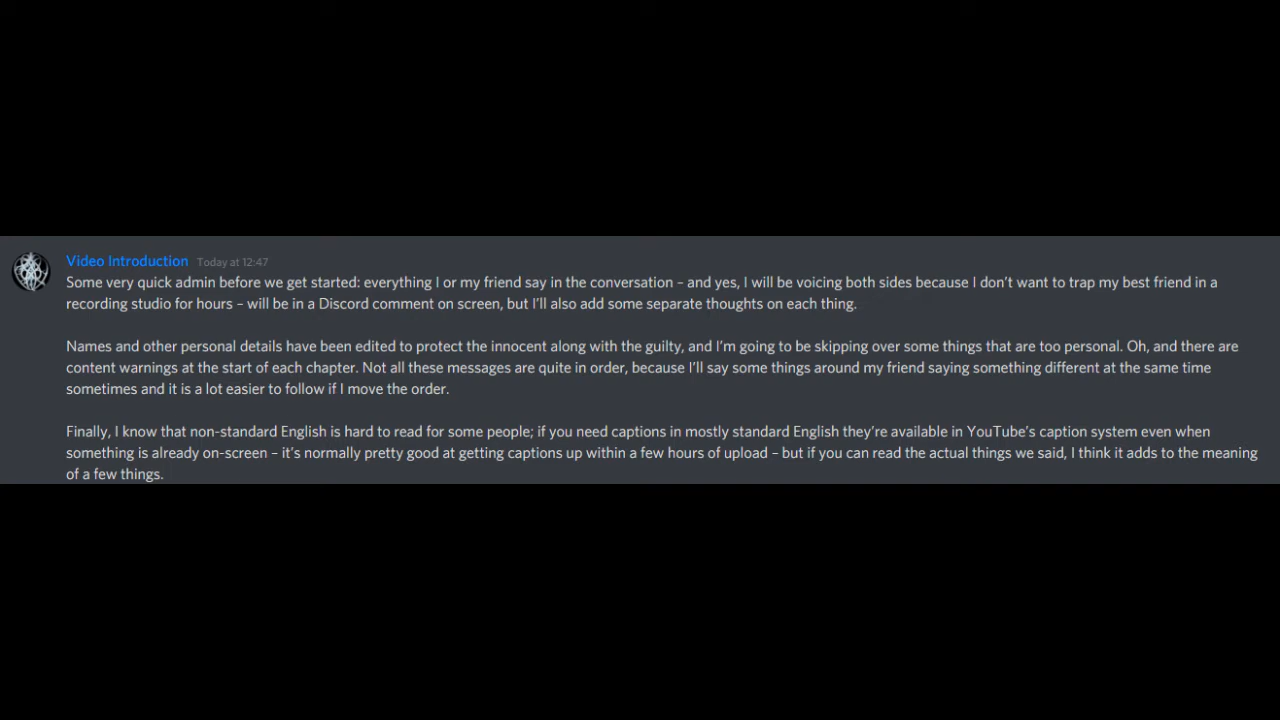 Video Introduction Today at 12:47
Some very quick admin before we get started: everything I or my friend say in the conversation – and yes, I will be voicing both sides because I don’t want to trap my best friend in a
recording studio for hours – will be in a Discord comment on screen, but I’ll also add some separate thoughts on each thing.
Names and other personal details have been edited to protect the innocent along with the guilty, and I’m going to be skipping over some things that are too personal. Oh, and there are
content warnings at the start of each chapter. Not all these messages are quite in order, because I’ll say some things around my friend saying something different at the same time
sometimes and it is a lot easier to follow if I move the order.
Finally, I know that non-standard English is hard to read for some people; if you need captions in mostly standard English they’re available in YouTube’s caption system even when
something is already on-screen – it’s normally pretty good at getting captions up within a few hours of upload – but if you can read the actual things we said, I think it adds to the meaning
of a few things.